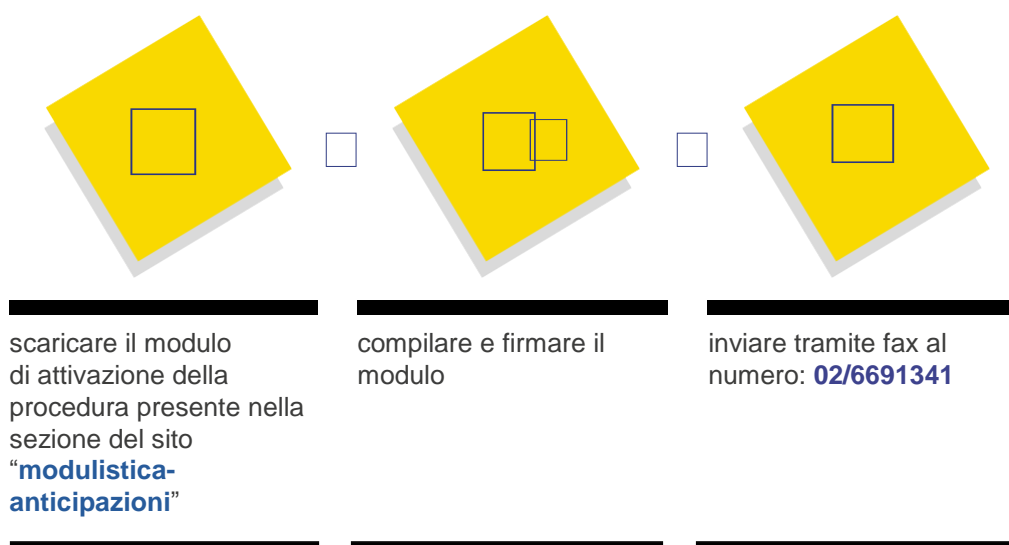 scaricare il modulo
di attivazione della
procedura presente nella
sezione del sito
“modulistica-
anticipazioni”
compilare e firmare il
modulo
inviare tramite fax al
numero: 02/6691341